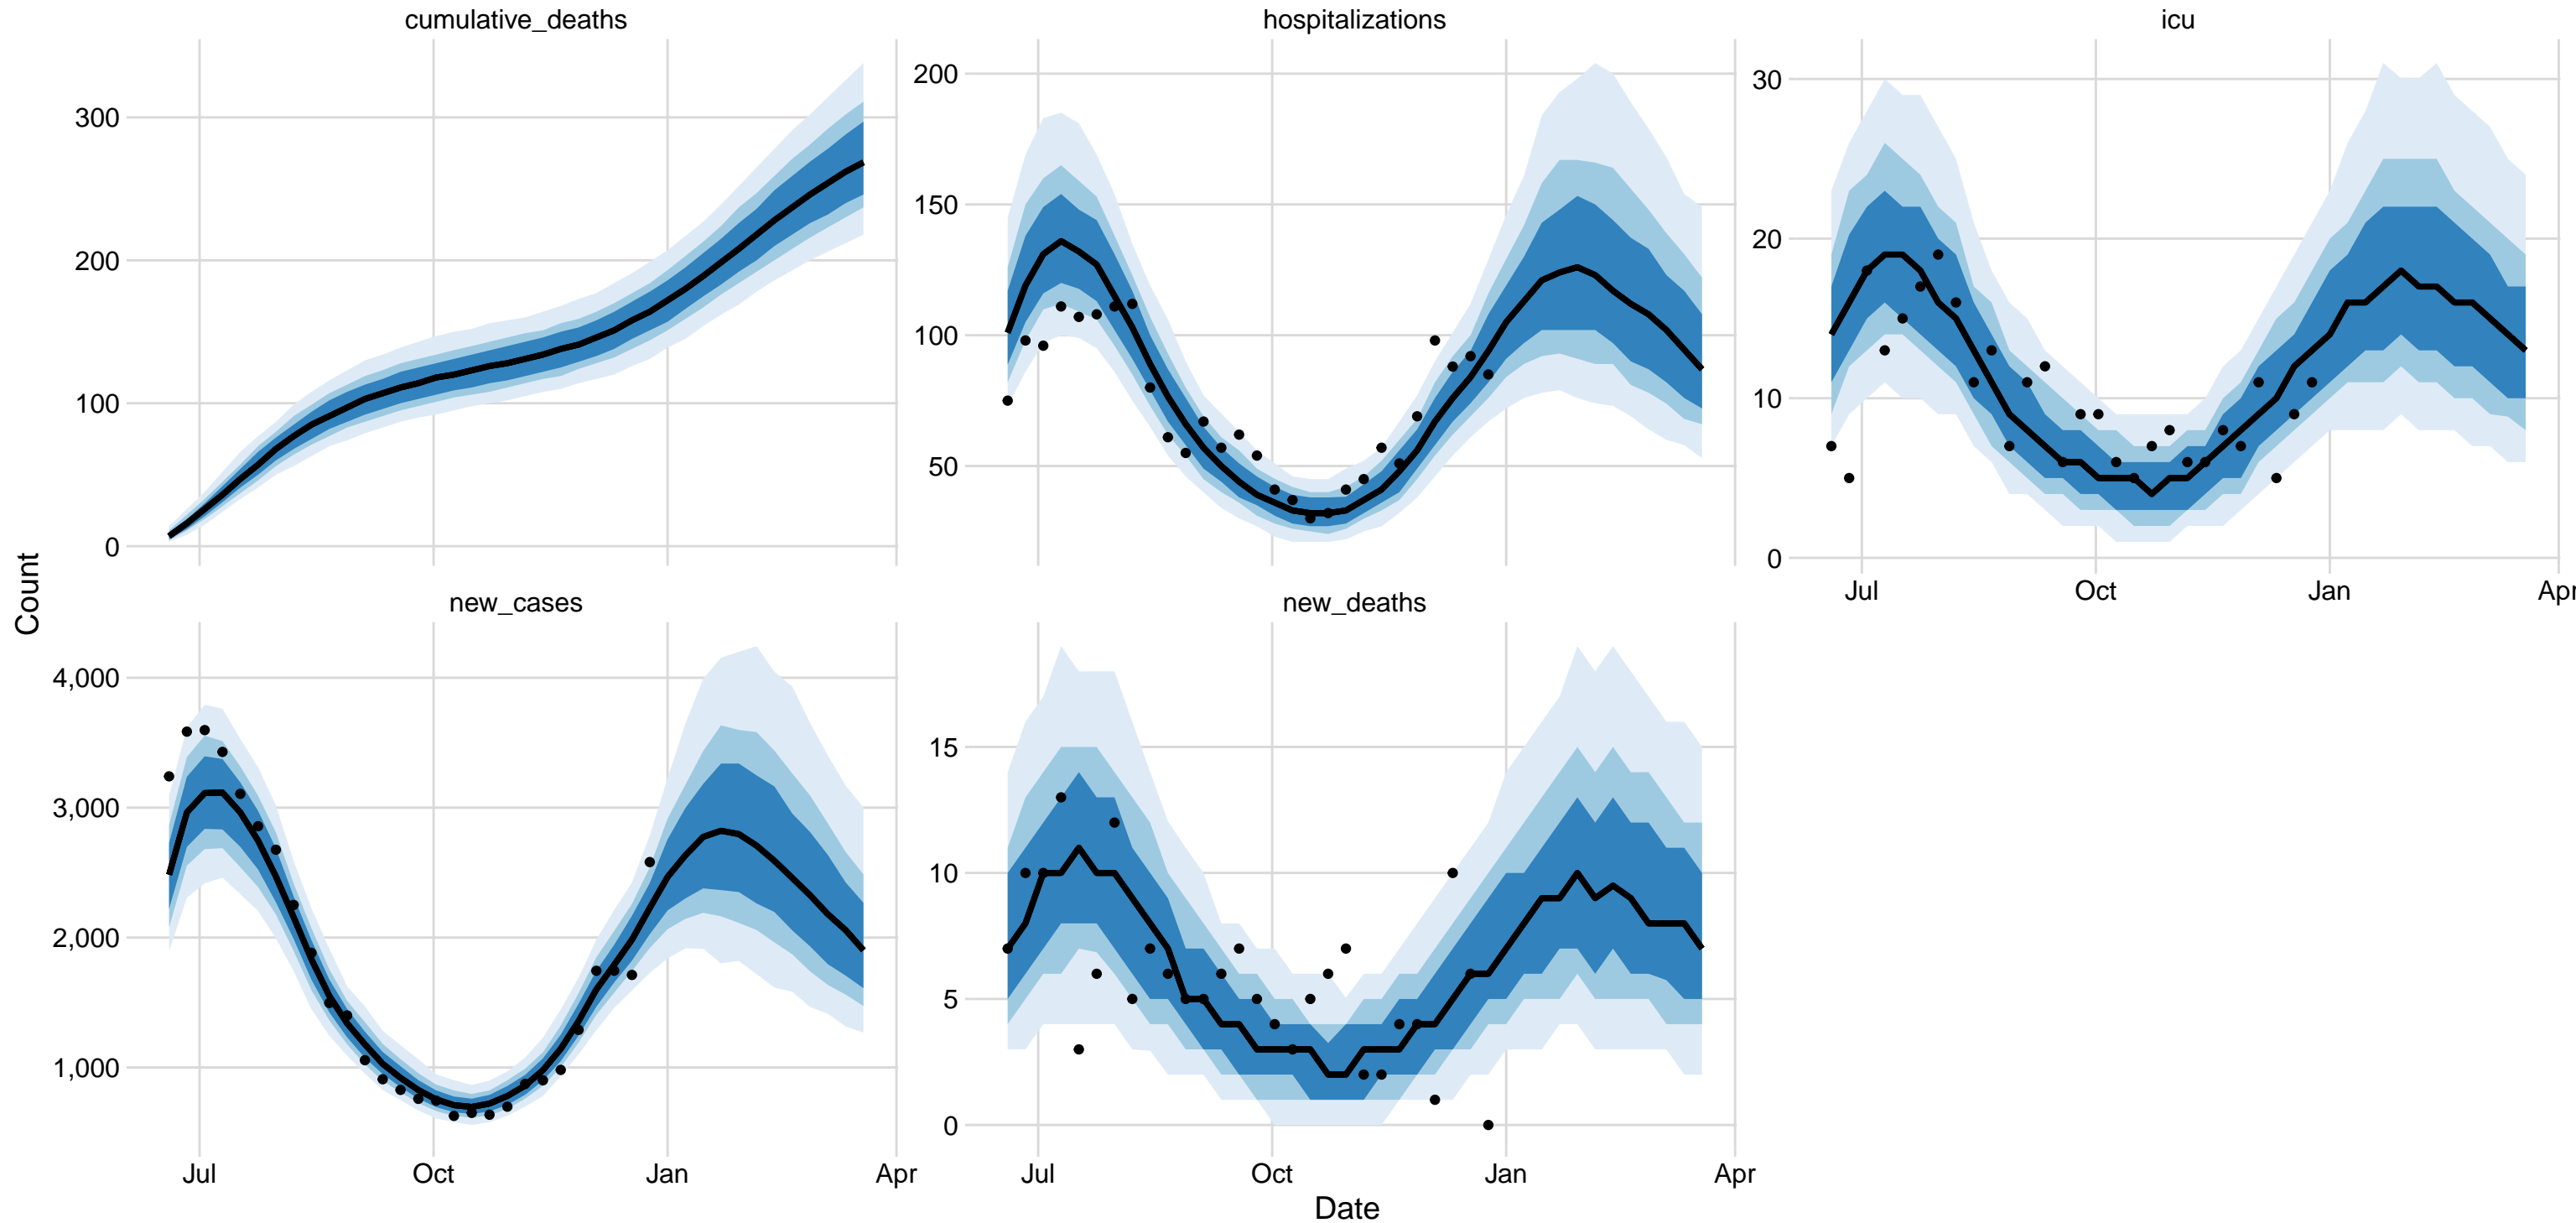 cumulative_deaths
hospitalizations
icu
300
200
100
0
200
150
100
50
30
20
10
0
Jul
Oct
Jan
Apr
Count
new_cases
new_deaths
4,000
3,000
2,000
1,000
15
10
5
0
Jul
Oct
Jan
Apr
Jul
Oct
Jan
Apr
Date